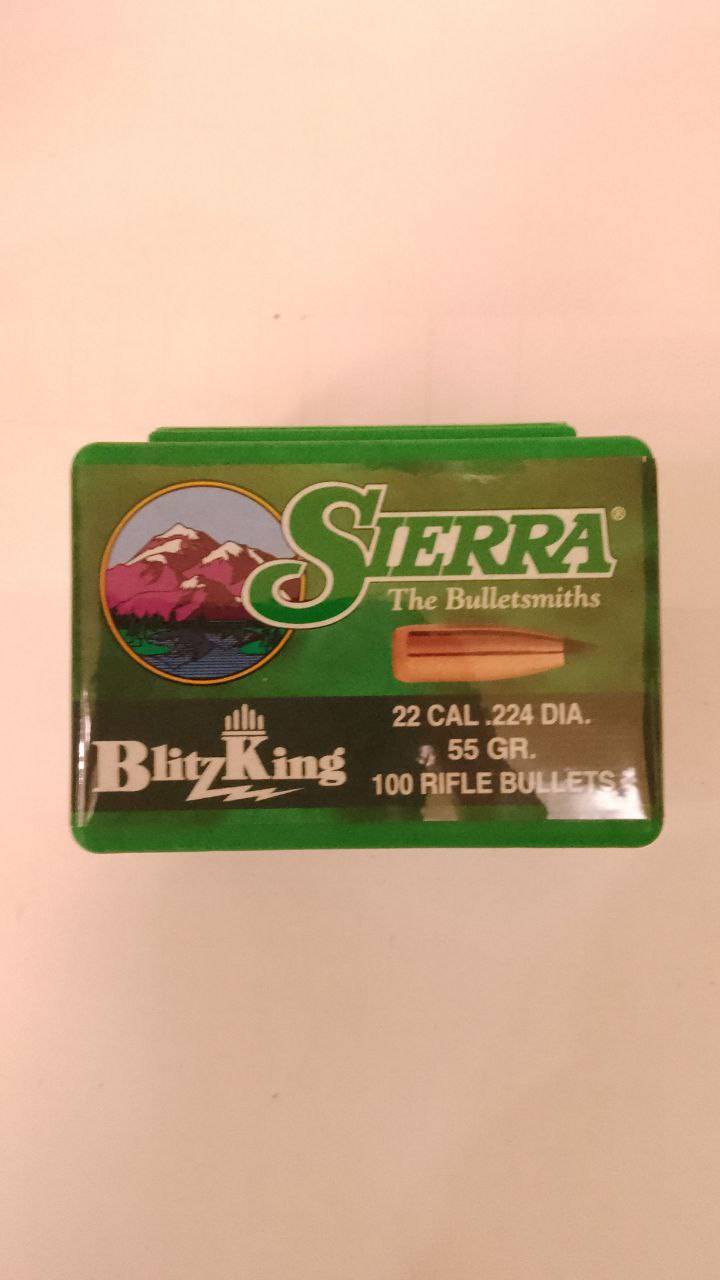 SIERRA®
The Bulletsmiths
BlitzKing
22 CAL .224 DIA.
55 GR.
100 RIFLE BULLETS